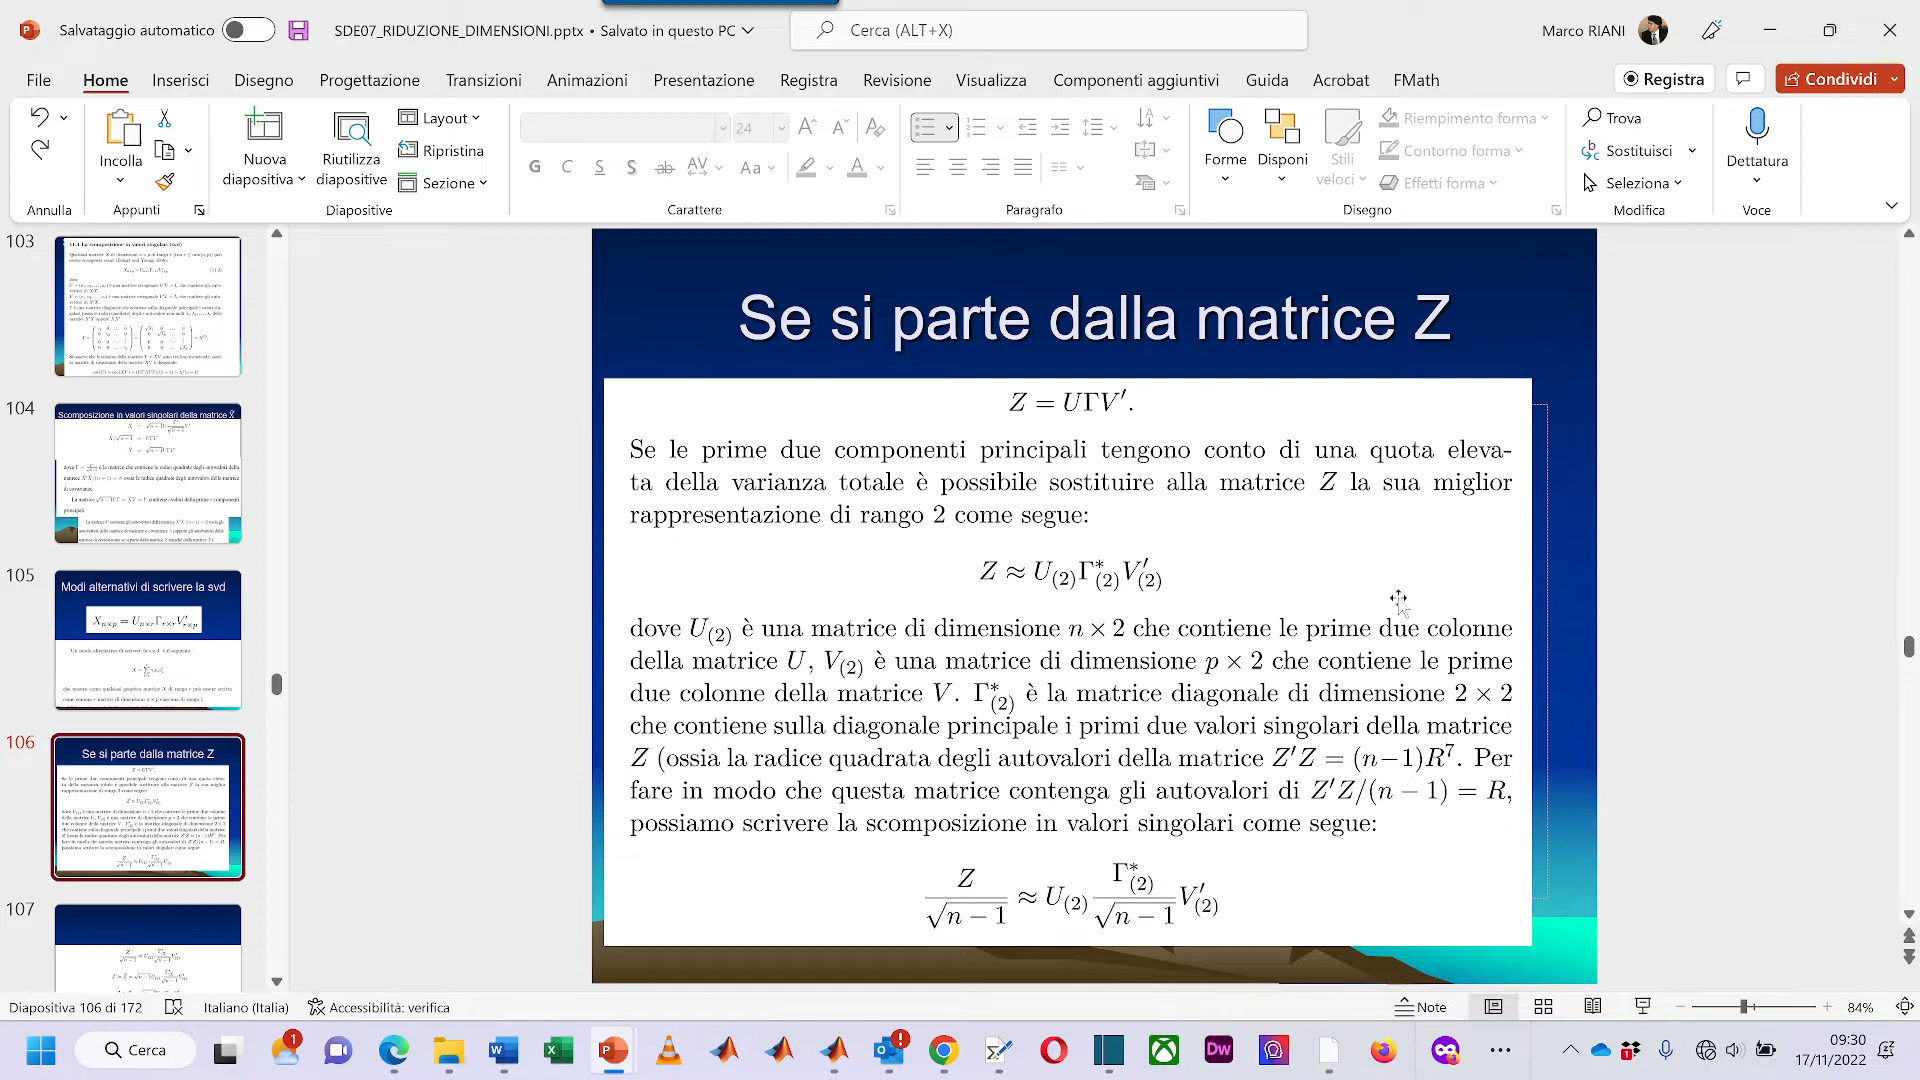 Salvataggio automatico
SDE07_RIDUZIONE_DIMENSIONI.pptx • Salvato in questo PC
Cerca (ALT+X)
Marco RIANI
File Home Inserisci Disegno Progettazione Transizioni Animazioni Presentazione Registra Revisione Visualizza Componenti aggiuntivi Guida Acrobat FMath
Registra
Condividi
Incolla
Nuova diapositiva
Riutilizza diapositive
Layout
Ripristina
Sezione
24
G C S S ab AV Aa A
Forme
Disponi
Stili veloci
Riempimento forma
Contorno forma
Effetti forma
Trova
Sostituisci
Seleziona
Dettatura
Annulla Appunti Diapositive Carattere Paragrafo Disegno Modifica Voce
103
104
Scomposizione in valori singolari della matrice X̃
105
Modi alternativi di scrivere la svd
106
Se si parte dalla matrice Z
107
Se si parte dalla matrice Z
Z = UΓV′.
Se le prime due componenti principali tengono conto di una quota eleva-
ta della varianza totale è possibile sostituire alla matrice Z la sua miglior
rappresentazione di rango 2 come segue:
Z ≈ U(2)Γ*(2)V′(2)
dove U(2) è una matrice di dimensione n × 2 che contiene le prime due colonne
della matrice U, V(2) è una matrice di dimensione p × 2 che contiene le prime
due colonne della matrice V. Γ*(2) è la matrice diagonale di dimensione 2 × 2
che contiene sulla diagonale principale i primi due valori singolari della matrice
Z (ossia la radice quadrata degli autovalori della matrice Z′Z = (n−1)R⁷. Per
fare in modo che questa matrice contenga gli autovalori di Z′Z/(n − 1) = R,
possiamo scrivere la scomposizione in valori singolari come segue:
Z/√n − 1 ≈ U(2) Γ*(2)/√n − 1 V′(2)
Diapositiva 106 di 172
Italiano (Italia)
Accessibilità: verifica
Note
84%
Cerca
09:30
17/11/2022